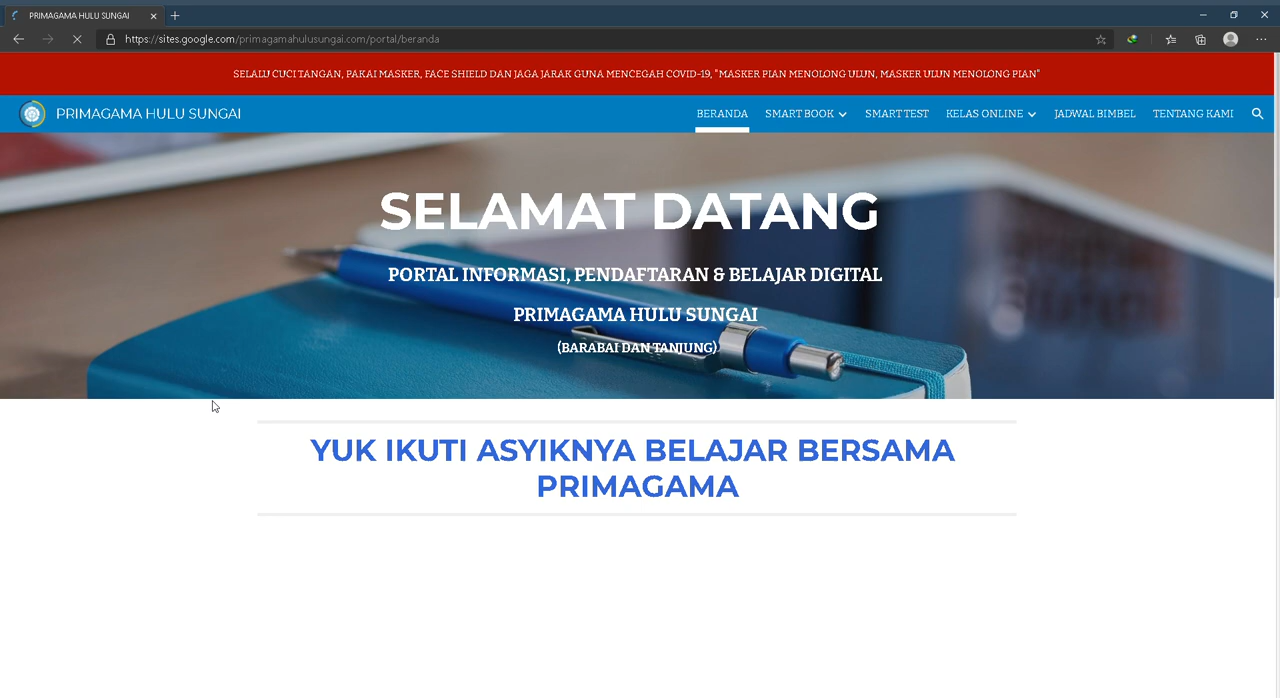 PRIMAGAMA HULU SUNGAI
https://sites.google.com/primagamahulusungai.com/portal/beranda
SELALU CUCI TANGAN, PAKAI MASKER, FACE SHIELD DAN JAGA JARAK GUNA MENCEGAH COVID-19, "MASKER PIAN MENOLONG ULUN, MASKER ULUN MENOLONG PIAN"
PRIMAGAMA HULU SUNGAI BERANDA SMART BOOK SMART TEST KELAS ONLINE JADWAL BIMBEL TENTANG KAMI
SELAMAT DATANG
PORTAL INFORMASI, PENDAFTARAN & BELAJAR DIGITAL
PRIMAGAMA HULU SUNGAI
(BARABAI DAN TANJUNG)
YUK IKUTI ASYIKNYA BELAJAR BERSAMA
PRIMAGAMA